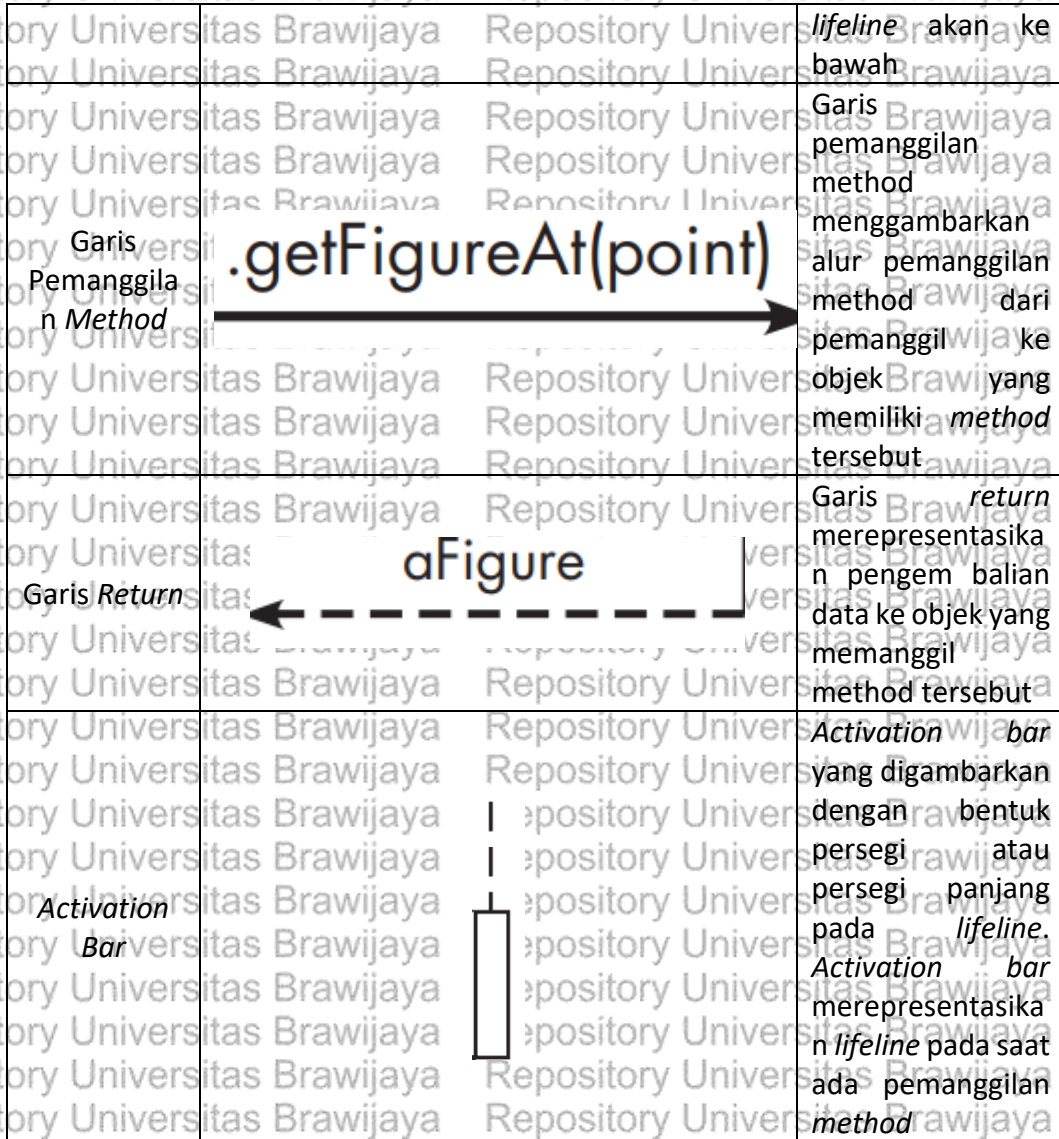 lifeline akan ke
bawah
Garis
Pemanggila
n Method
.getFigureAt(point)
Garis
pemanggilan
method
menggambarkan
alur pemanggilan
method dari
pemanggil ke
objek yang
memiliki method
tersebut
Garis Return
aFigure
Garis return
merepresentasika
n pengem balian
data ke objek yang
memanggil
method tersebut
Activation
Bar
Activation bar
yang digambarkan
dengan bentuk
persegi atau
persegi panjang
pada lifeline.
Activation bar
merepresentasika
n lifeline pada saat
ada pemanggilan
method
Repository Universitas Brawijaya